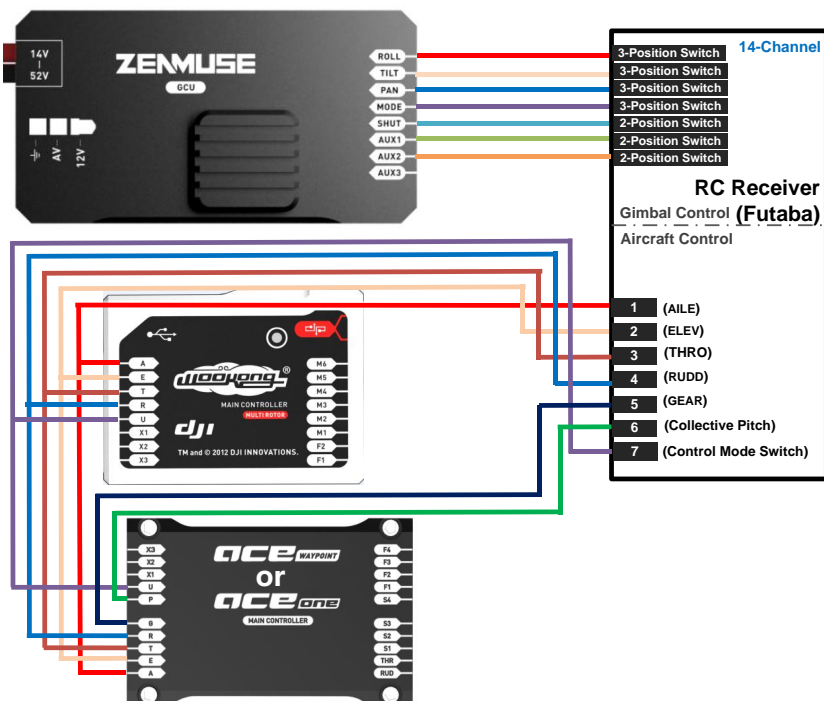 14V
52V
ZENMUSE
GCU
AV
12V
ROLL
TILT
PAN
MODE
SHUT
AUX1
AUX2
AUX3
14-Channel
3-Position Switch
3-Position Switch
3-Position Switch
3-Position Switch
2-Position Switch
2-Position Switch
2-Position Switch
RC Receiver
Gimbal Control (Futaba)
Aircraft Control
1 (AILE)
2 (ELEV)
3 (THRO)
4 (RUDD)
5 (GEAR)
6 (Collective Pitch)
7 (Control Mode Switch)
A
E
T
R
U
X1
X2
X3
WooKong®
MAIN CONTROLLER
MULTI ROTOR
dji
TM and © 2012 DJI INNOVATIONS.
M6
M5
M4
M3
M2
M1
F2
F1
X3
X2
X1
U
P
G
R
T
E
A
ace WAYPOINT
or
ace one
MAIN CONTROLLER
F4
F3
F2
F1
S4
S3
S2
S1
THR
RUD